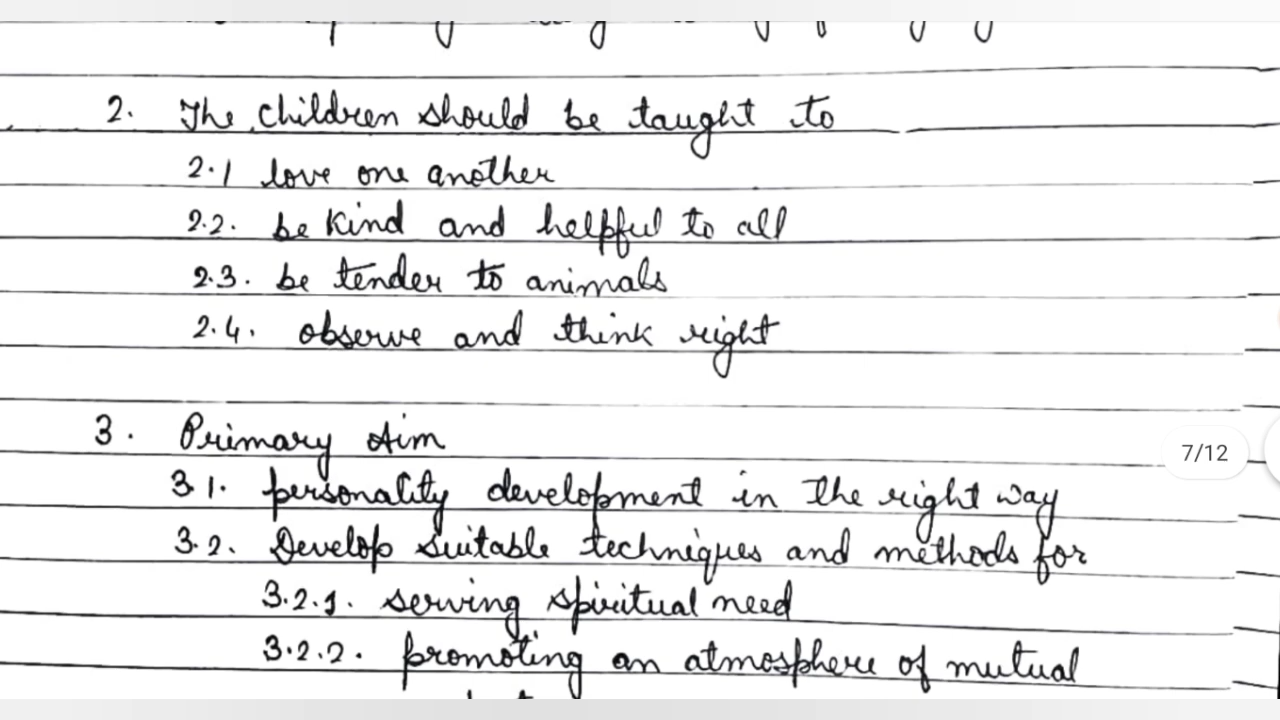 2. The children should be taught to
2.1 love one another
2.2. be kind and helpful to all
2.3. be tender to animals
2.4. observe and think right
3. Primary Aim
3.1. personality development in the right way
7/12
3.2. Develop suitable techniques and methods for
3.2.1. serving spiritual need
3.2.2. promoting an atmosphere of mutual